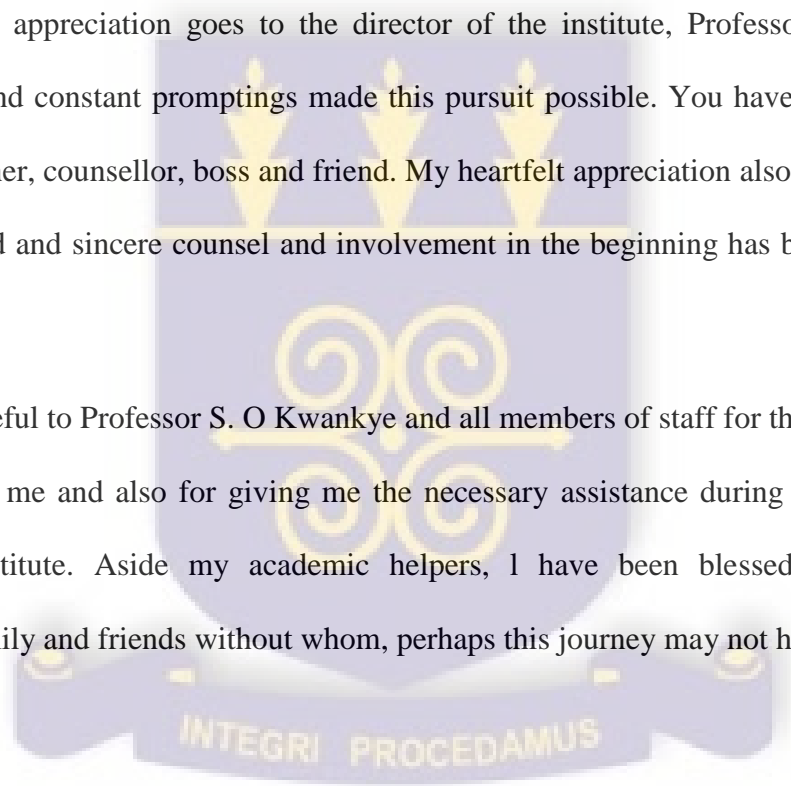 appreciation goes to the director of the institute, Professo
nd constant promptings made this pursuit possible. You have
her, counsellor, boss and friend. My heartfelt appreciation also
d and sincere counsel and involvement in the beginning has b
eful to Professor S. O Kwankye and all members of staff for th
me and also for giving me the necessary assistance during
titute. Aside my academic helpers, l have been blessed
ily and friends without whom, perhaps this journey may not h
INTEGRI PROCEDAMUS